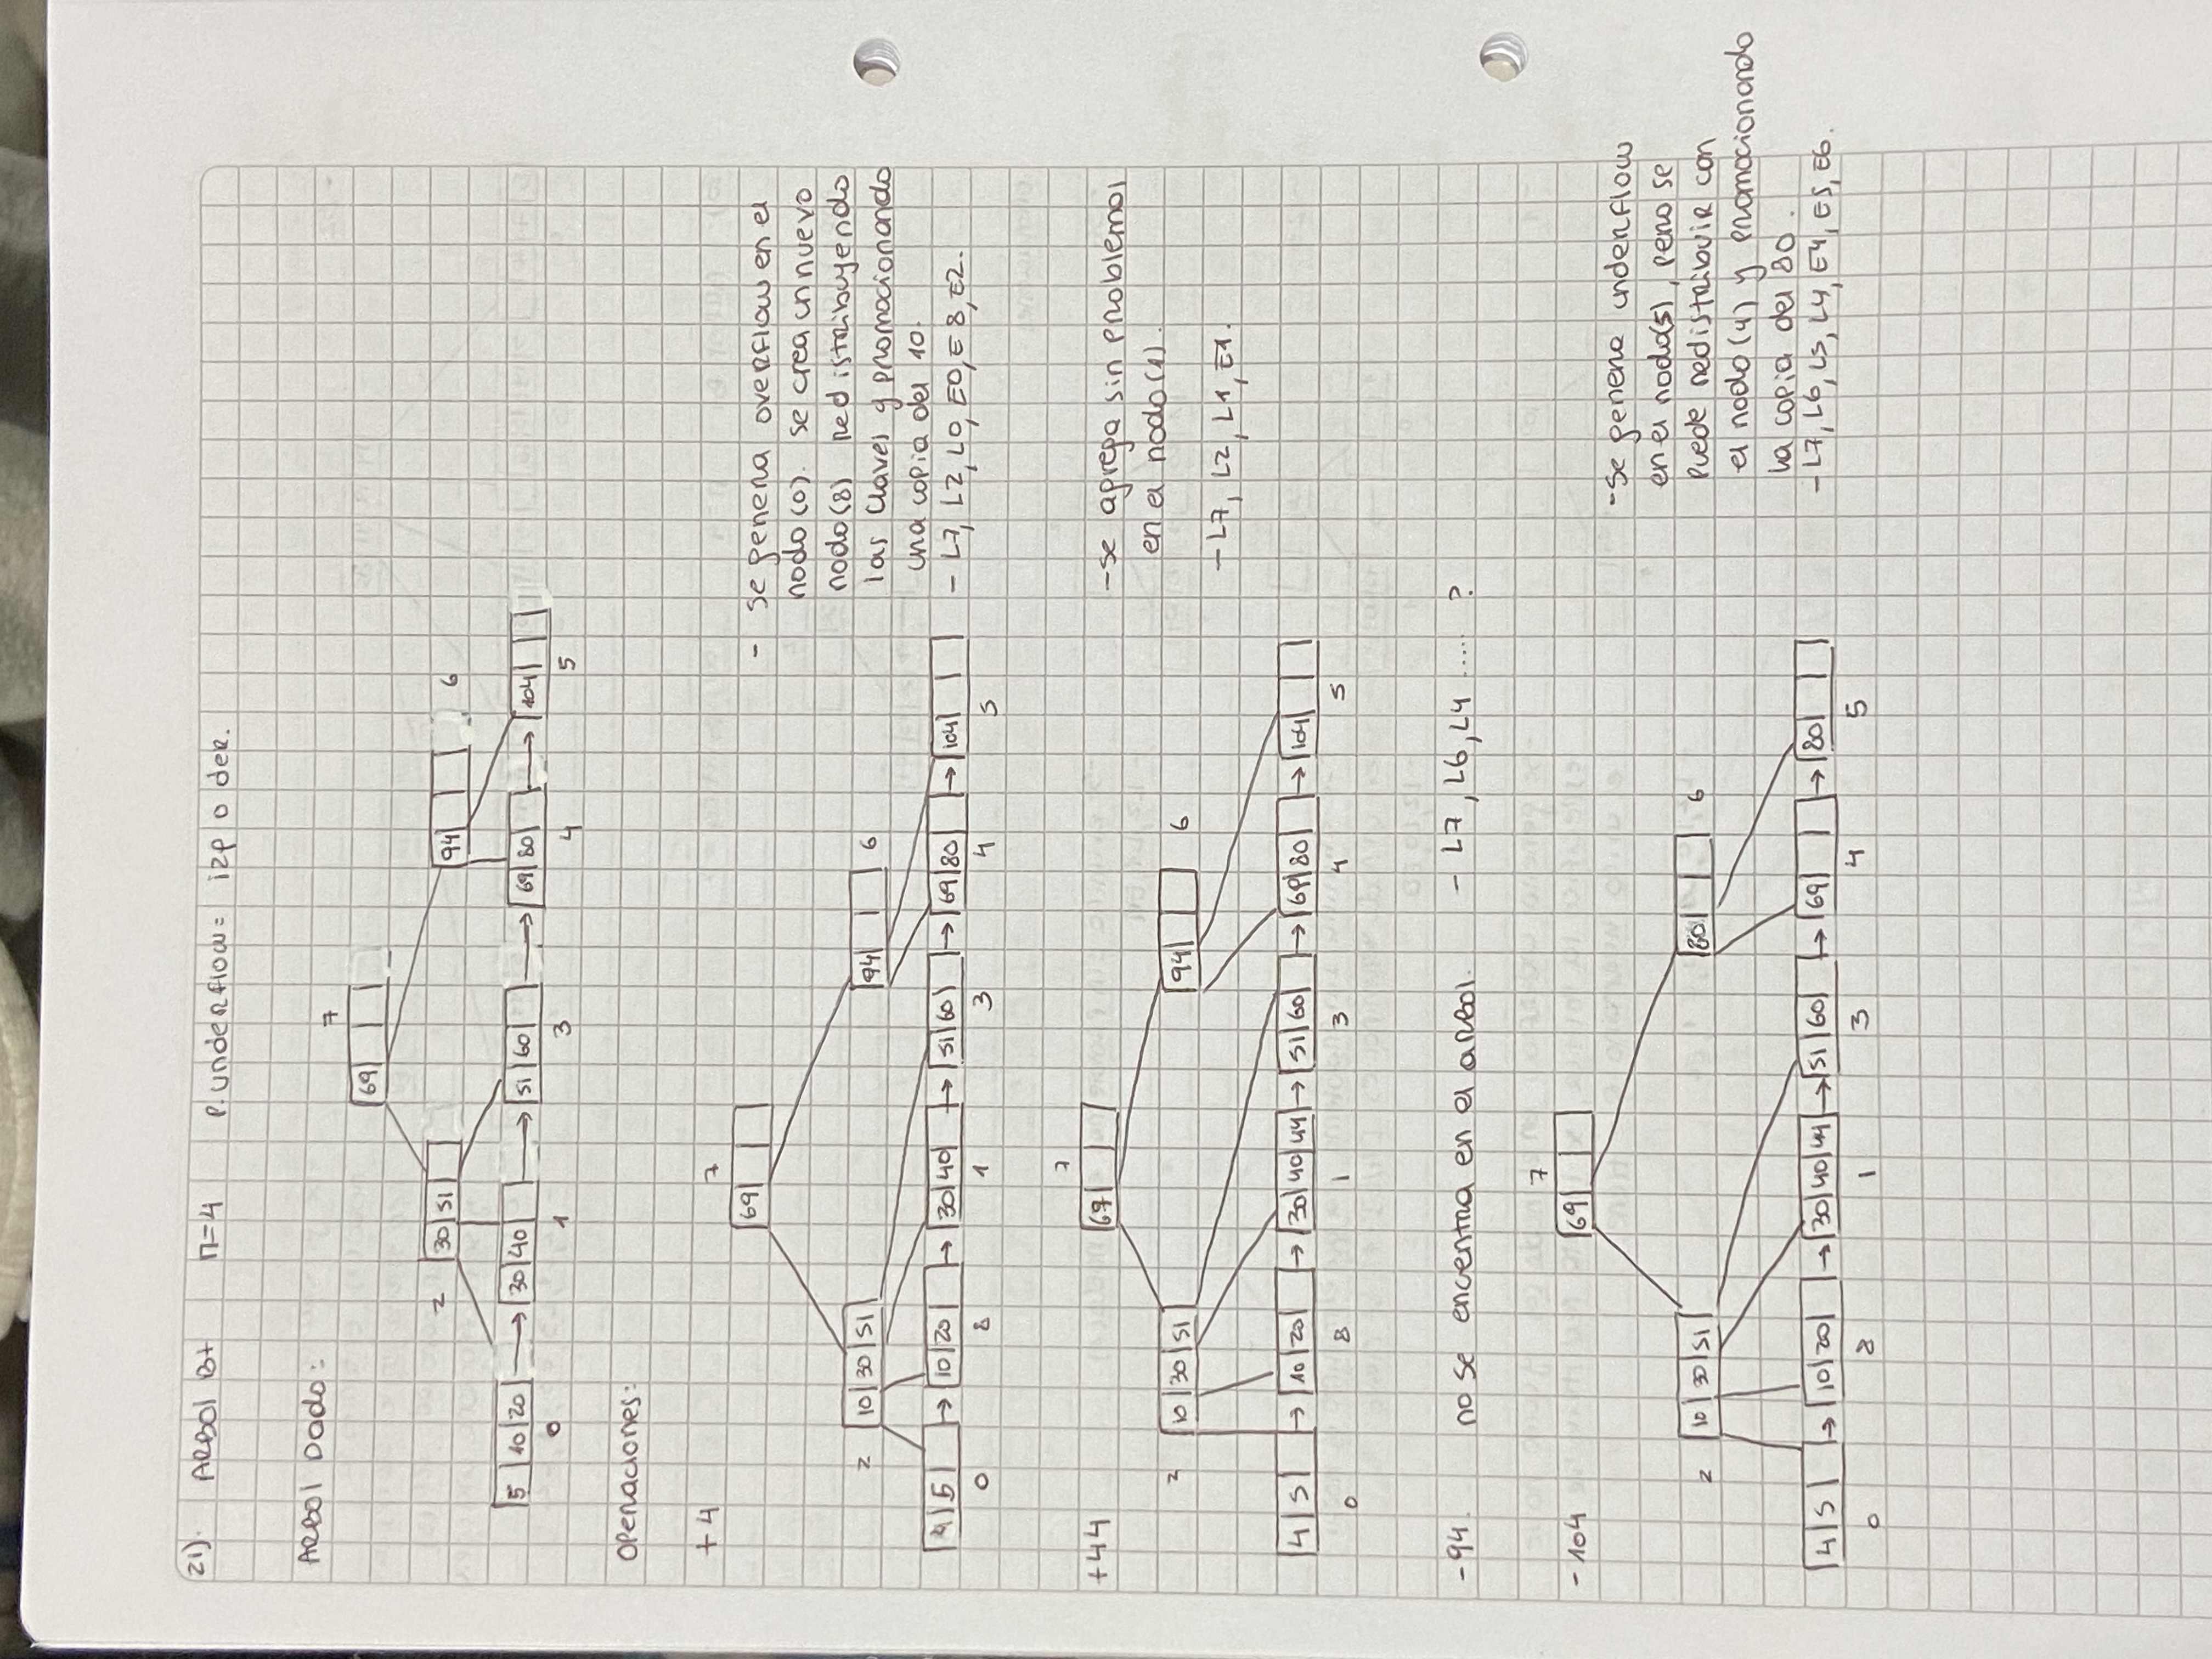 21). ARBOl B+ n=4 P.underflow= izq o der.
ARBOl Dado:
7
69
2 30 51 94 6
5 10 20 → 30 40 → 51 60 → 69 80 → 104
0 1 3 4 5
Operaciones:
+4 7
69
- se genera overflow en el
nodo(0). se crea un nuevo
nodo(8) redistribuyendo
las claves y promocionando
una copia del 10.
- L7, L2, L0, E0, E8, E2.
2 10 30 51 94 6
4 5 → 10 20 → 30 40 → 51 60 → 69 80 → 104
0 8 1 3 4 5
+44 7
69
- se agrega sin problemas
en el nodo(1).
- L7, L2, L1, E1.
2 10 30 51 94 6
4 5 → 10 20 → 30 40 44 → 51 60 → 69 80 → 104
0 8 1 3 4 5
-94. no se encentra en el arbol. - L7, L6, L4 ..... ?
-104 7
69
- se genera underflow
en el nodo(5), pero se
puede redistribuir con
el nodo(4) y promocionando
la copia del 80.
- L7, L6, L5, L4, E4, E5, E6.
2 10 30 51 80 6
4 5 → 10 20 → 30 40 44 → 51 60 → 69 → 80
0 8 1 3 4 5